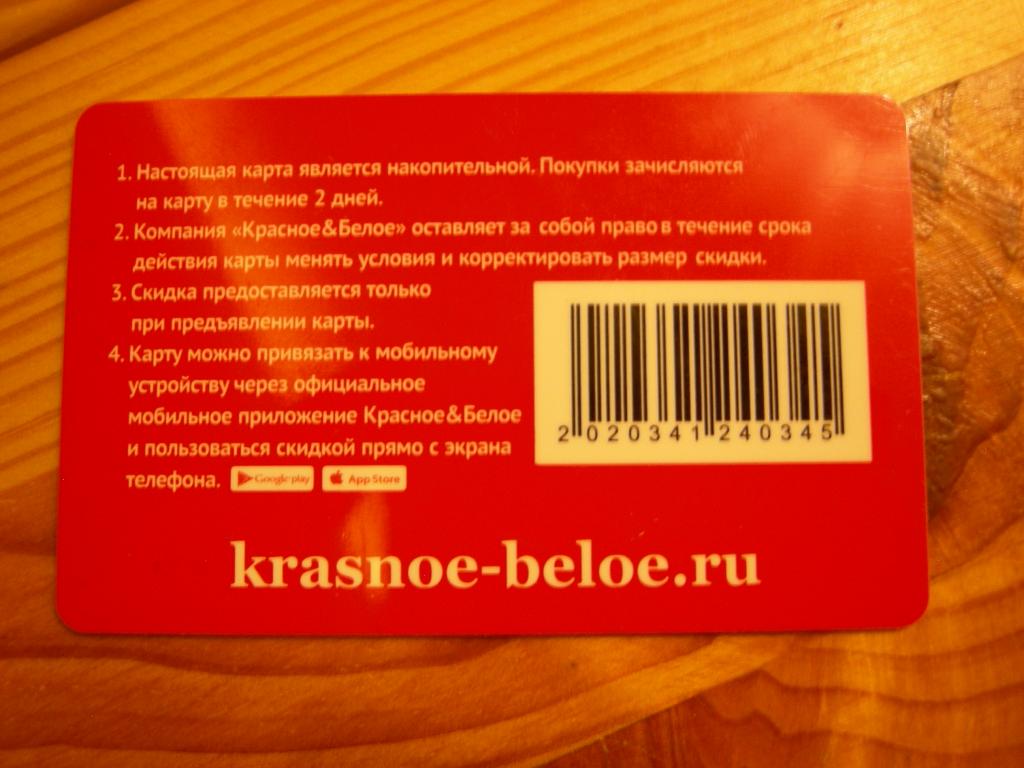 1. Настоящая карта является накопительной. Покупки зачисляются
на карту в течение 2 дней.
2. Компания «Красное&Белое» оставляет за собой право в течение срока
действия карты менять условия и корректировать размер скидки.
3. Скидка предоставляется только
при предъявлении карты.
4. Карту можно привязать к мобильному
устройству через официальное
мобильное приложение Красное&Белое
и пользоваться скидкой прямо с экрана
телефона. Google play App Store
2020341240345
krasnoe-beloe.ru